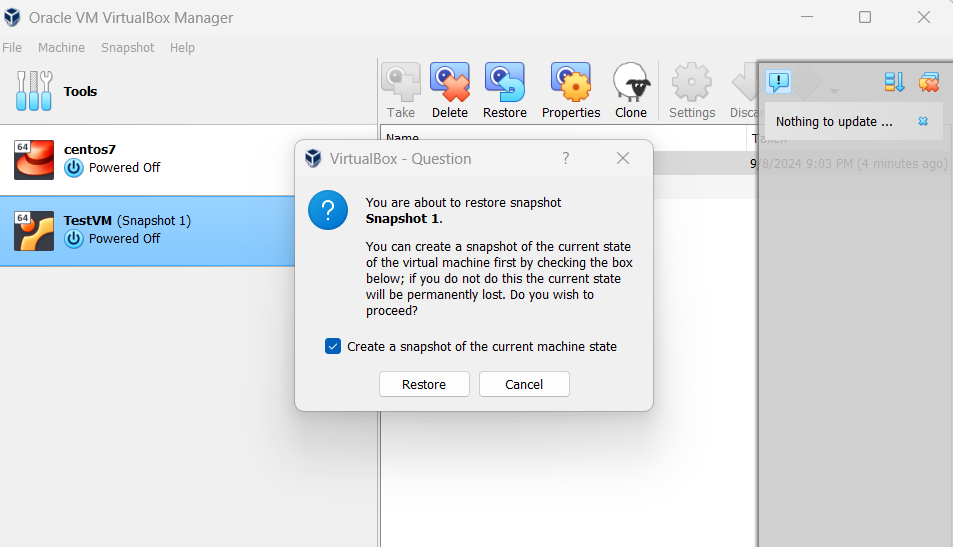 Oracle VM VirtualBox Manager
File Machine Snapshot Help
Tools
Take Delete Restore Properties Clone Settings Discar
Nothing to update ...
Name Taken
9/8/2024 9:03 PM (4 minutes ago)
64
centos7
Powered Off
64
TestVM (Snapshot 1)
Powered Off
VirtualBox - Question ?
You are about to restore snapshot
Snapshot 1.
You can create a snapshot of the current state
of the virtual machine first by checking the box
below; if you do not do this the current state
will be permanently lost. Do you wish to
proceed?
Create a snapshot of the current machine state
Restore Cancel